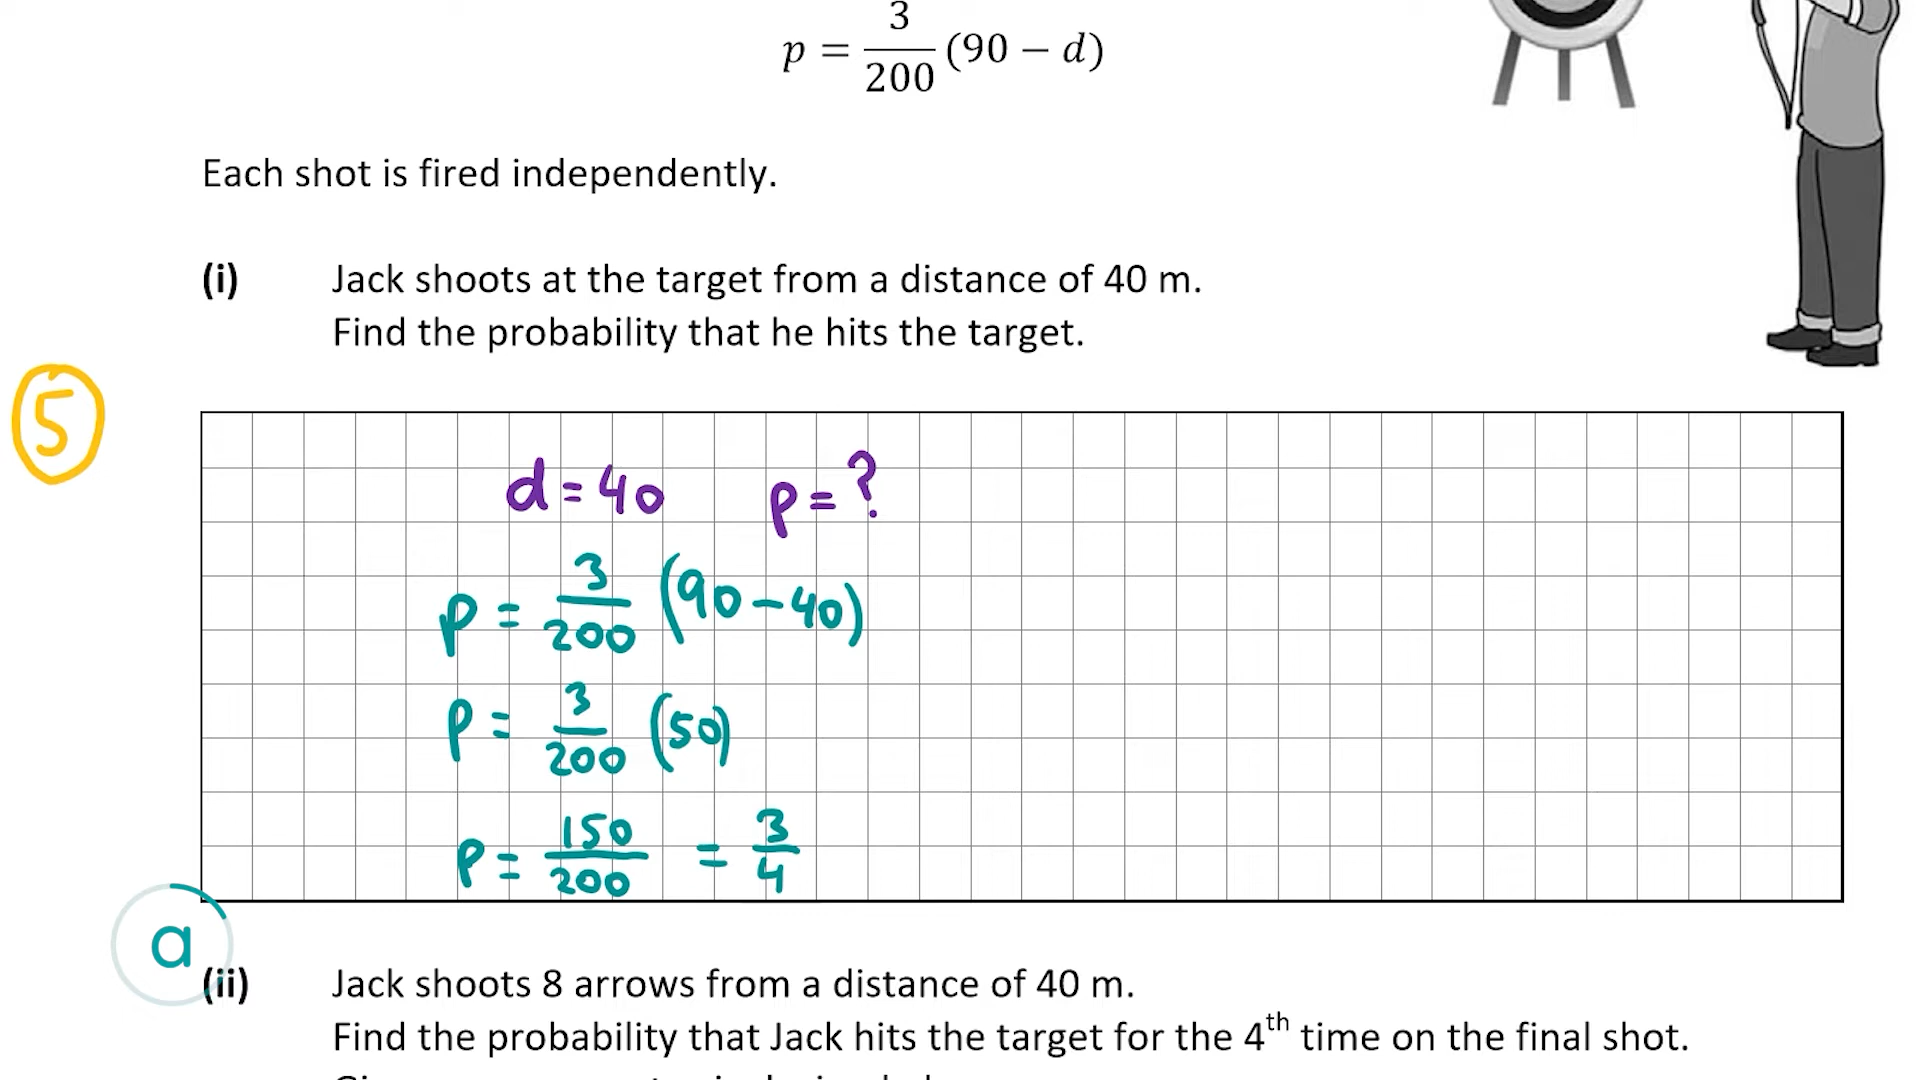 p = 3/200 (90 − d)
Each shot is fired independently.
(i) Jack shoots at the target from a distance of 40 m.
Find the probability that he hits the target.
5
d = 40 p = ?
p = 3/200 (90 − 40)
p = 3/200 (50)
p = 150/200 = 3/4
a
(ii) Jack shoots 8 arrows from a distance of 40 m.
Find the probability that Jack hits the target for the 4th time on the final shot.